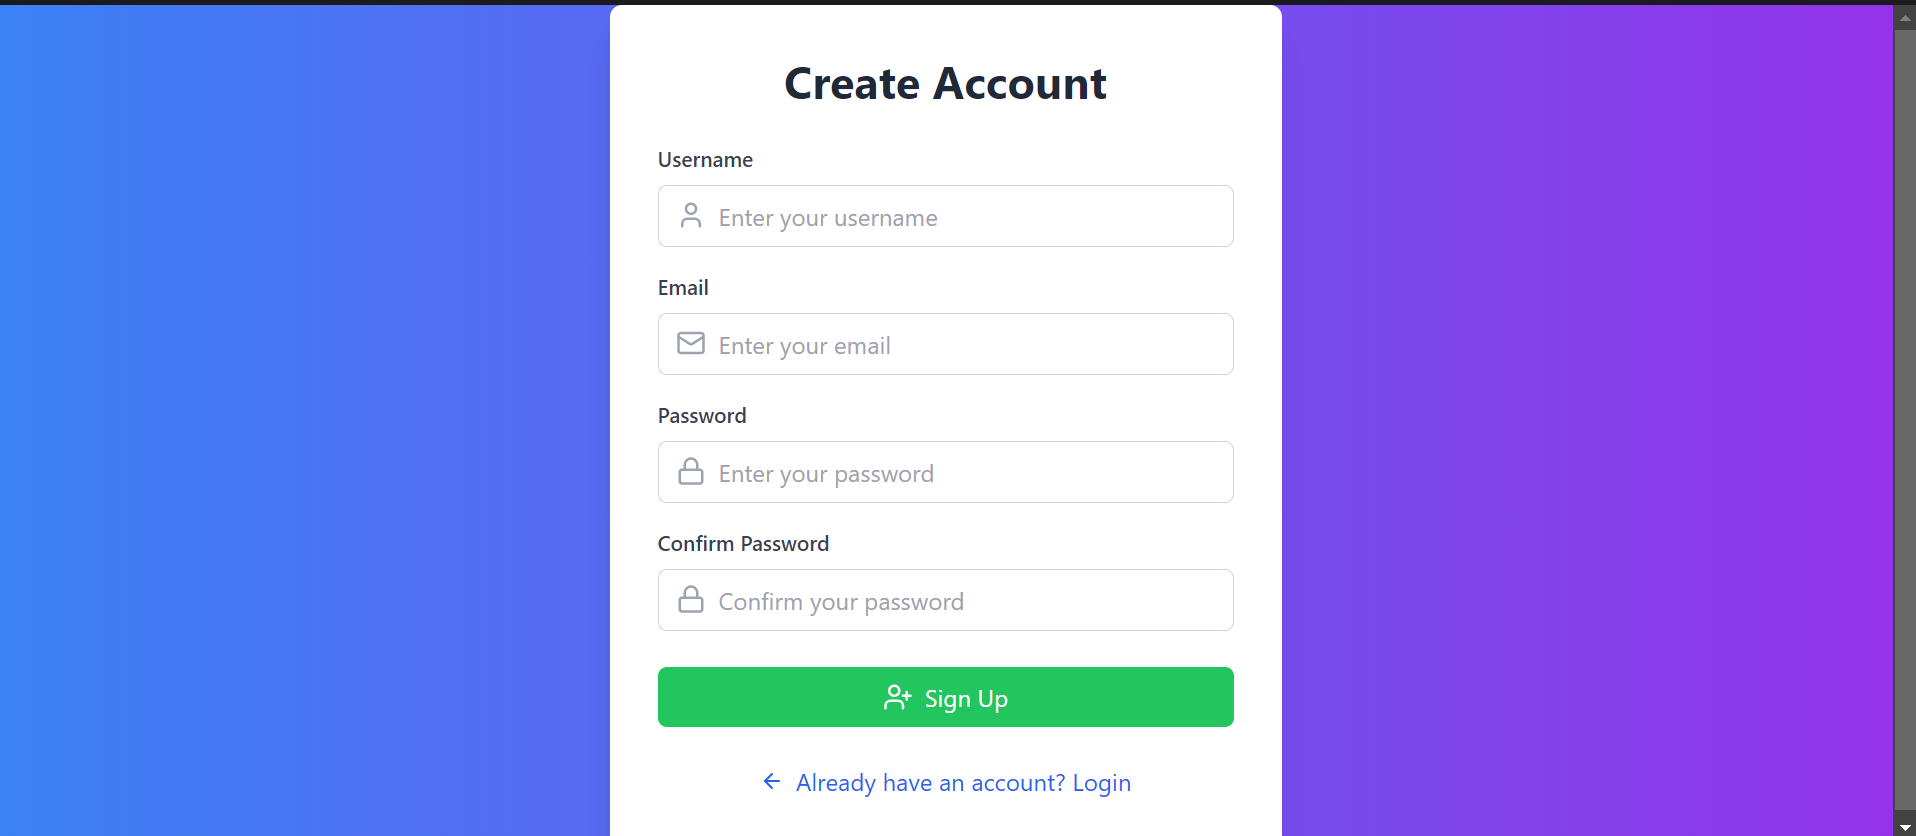 Create Account
Username
Enter your username
Email
Enter your email
Password
Enter your password
Confirm Password
Confirm your password
Sign Up
Already have an account? Login